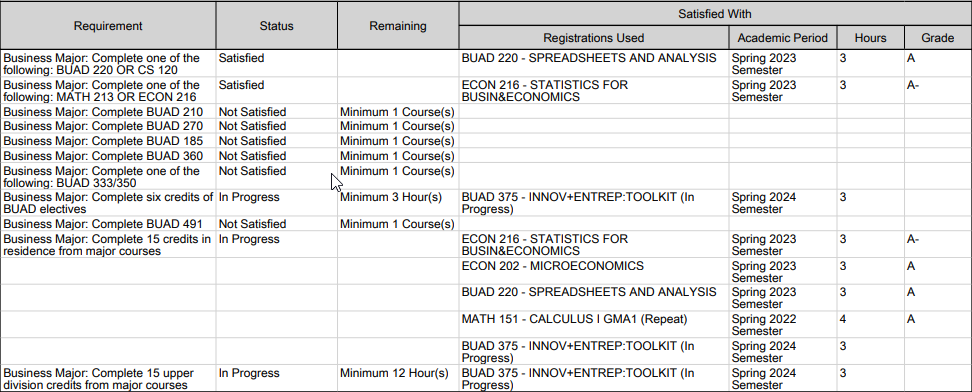 Requirement Status Remaining Satisfied With
Registrations Used Academic Period Hours Grade
Business Major: Complete one of the Satisfied BUAD 220 - SPREADSHEETS AND ANALYSIS Spring 2023 3 A
following: BUAD 220 OR CS 120 Semester
Business Major: Complete one of the Satisfied ECON 216 - STATISTICS FOR Spring 2023 3 A-
following: MATH 213 OR ECON 216 BUSIN&ECONOMICS Semester
Business Major: Complete BUAD 210 Not Satisfied Minimum 1 Course(s)
Business Major: Complete BUAD 270 Not Satisfied Minimum 1 Course(s)
Business Major: Complete BUAD 185 Not Satisfied Minimum 1 Course(s)
Business Major: Complete BUAD 360 Not Satisfied Minimum 1 Course(s)
Business Major: Complete one of the Not Satisfied Minimum 1 Course(s)
following: BUAD 333/350
Business Major: Complete six credits of In Progress Minimum 3 Hour(s) BUAD 375 - INNOV+ENTREP:TOOLKIT (In Spring 2024 3
BUAD electives Progress) Semester
Business Major: Complete BUAD 491 Not Satisfied Minimum 1 Course(s)
Business Major: Complete 15 credits in In Progress ECON 216 - STATISTICS FOR Spring 2023 3 A-
residence from major courses BUSIN&ECONOMICS Semester
ECON 202 - MICROECONOMICS Spring 2023 3 A
Semester
BUAD 220 - SPREADSHEETS AND ANALYSIS Spring 2023 3 A
Semester
MATH 151 - CALCULUS I GMA1 (Repeat) Spring 2022 4 A
Semester
BUAD 375 - INNOV+ENTREP:TOOLKIT (In Spring 2024 3
Progress) Semester
Business Major: Complete 15 upper In Progress Minimum 12 Hour(s) BUAD 375 - INNOV+ENTREP:TOOLKIT (In Spring 2024 3
division credits from major courses Progress) Semester